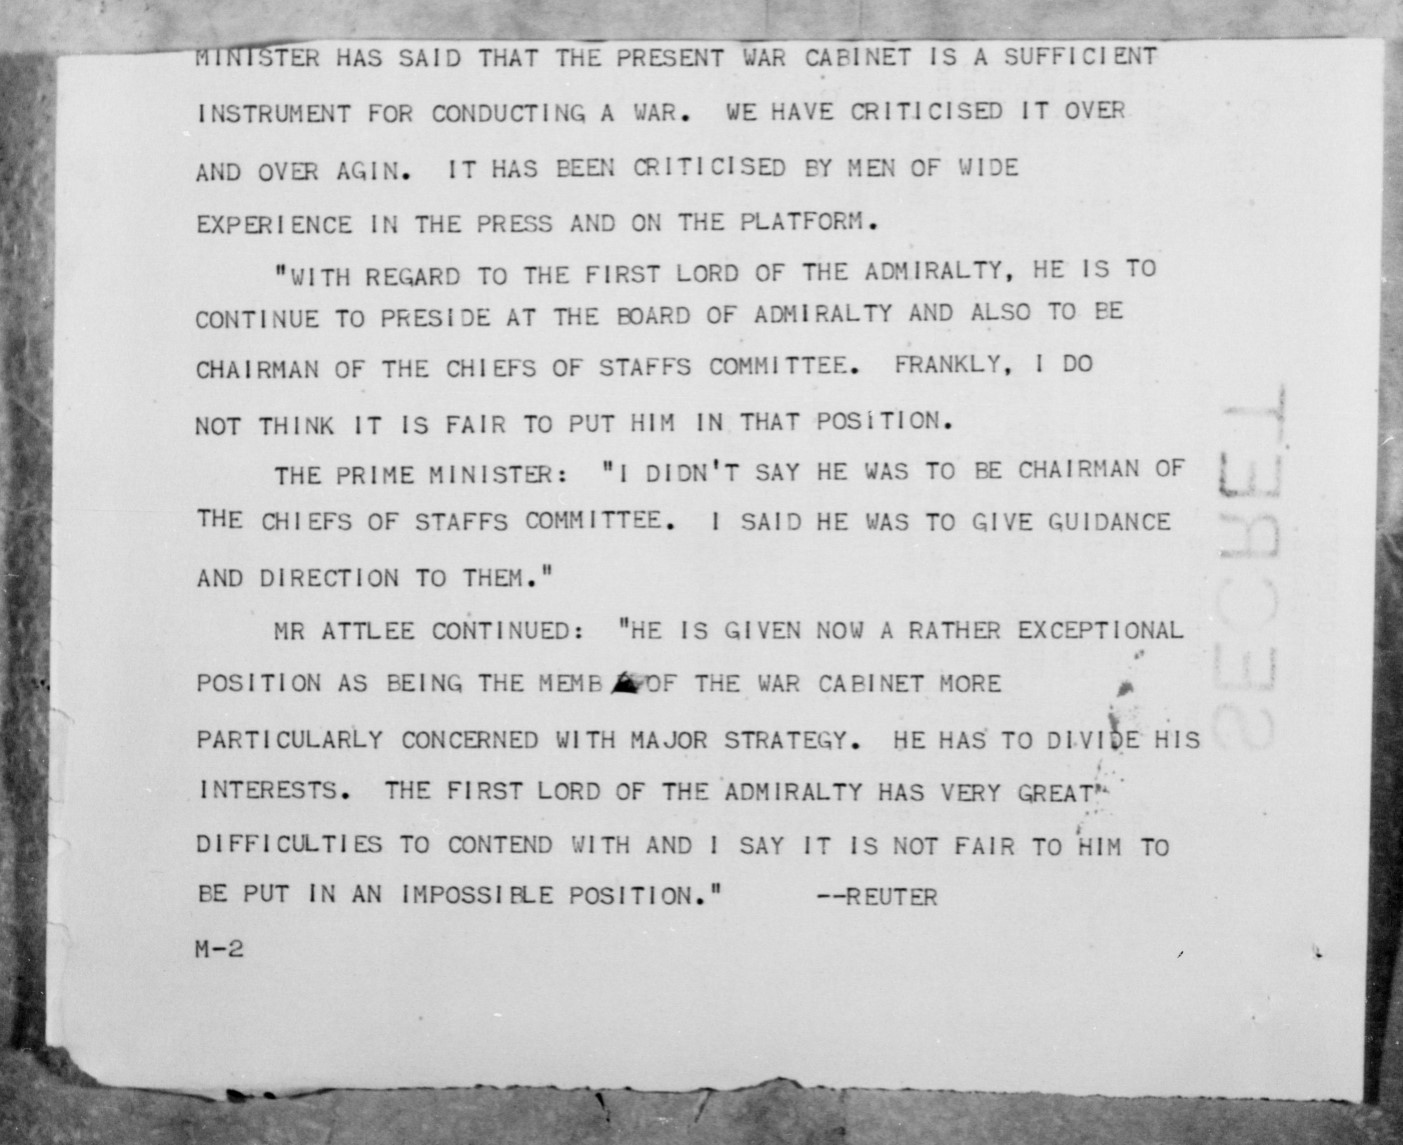 MINISTER HAS SAID THAT THE PRESENT WAR CABINET IS A SUFFICIENT
INSTRUMENT FOR CONDUCTING A WAR. WE HAVE CRITICISED IT OVER
AND OVER AGIN. IT HAS BEEN CRITICISED BY MEN OF WIDE
EXPERIENCE IN THE PRESS AND ON THE PLATFORM.
"WITH REGARD TO THE FIRST LORD OF THE ADMIRALTY, HE IS TO
CONTINUE TO PRESIDE AT THE BOARD OF ADMIRALTY AND ALSO TO BE
CHAIRMAN OF THE CHIEFS OF STAFFS COMMITTEE. FRANKLY, I DO
NOT THINK IT IS FAIR TO PUT HIM IN THAT POSITION.
THE PRIME MINISTER: "I DIDN'T SAY HE WAS TO BE CHAIRMAN OF
THE CHIEFS OF STAFFS COMMITTEE. I SAID HE WAS TO GIVE GUIDANCE
AND DIRECTION TO THEM."
MR ATTLEE CONTINUED: "HE IS GIVEN NOW A RATHER EXCEPTIONAL
POSITION AS BEING THE MEMB OF THE WAR CABINET MORE
PARTICULARLY CONCERNED WITH MAJOR STRATEGY. HE HAS TO DIVIDE HIS
INTERESTS. THE FIRST LORD OF THE ADMIRALTY HAS VERY GREAT
DIFFICULTIES TO CONTEND WITH AND I SAY IT IS NOT FAIR TO HIM TO
BE PUT IN AN IMPOSSIBLE POSITION." --REUTER
M-2
SECRET